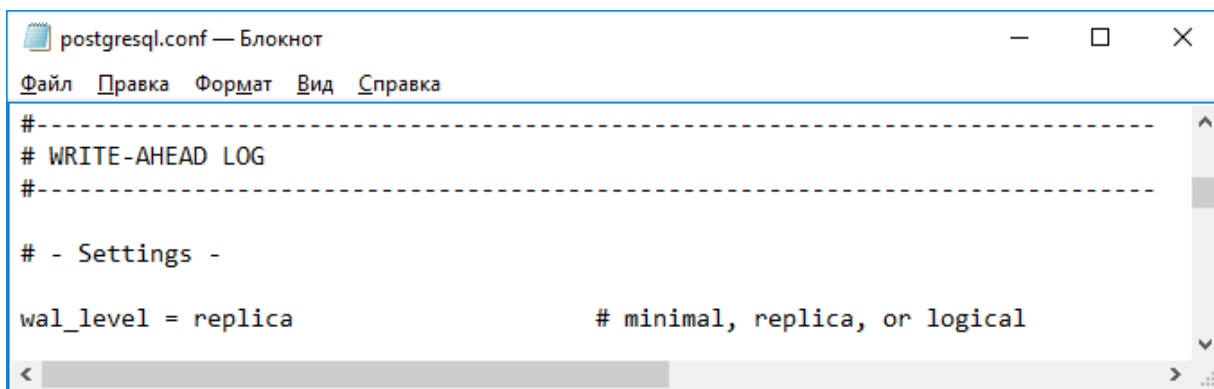 postgresql.conf — Блокнот
Файл Правка Формат Вид Справка
#------------------------------------------------------------------------------
# WRITE-AHEAD LOG
#------------------------------------------------------------------------------
# - Settings -
wal_level = replica # minimal, replica, or logical